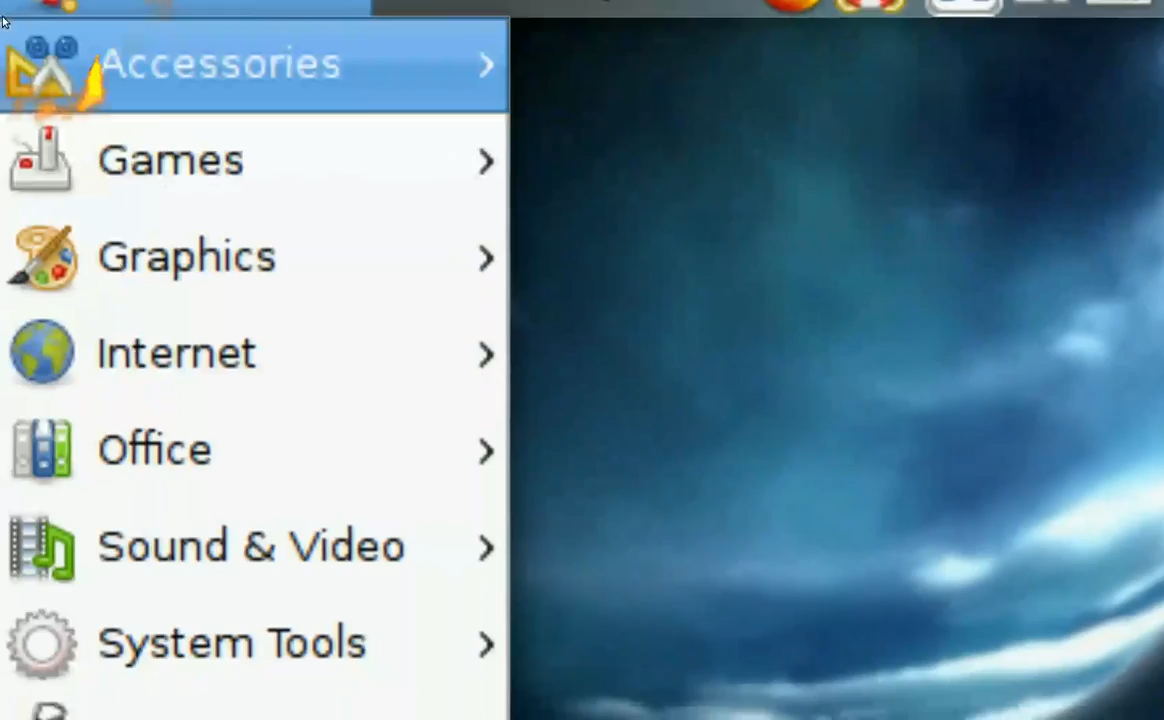 Accessories
Games
Graphics
Internet
Office
Sound & Video
System Tools